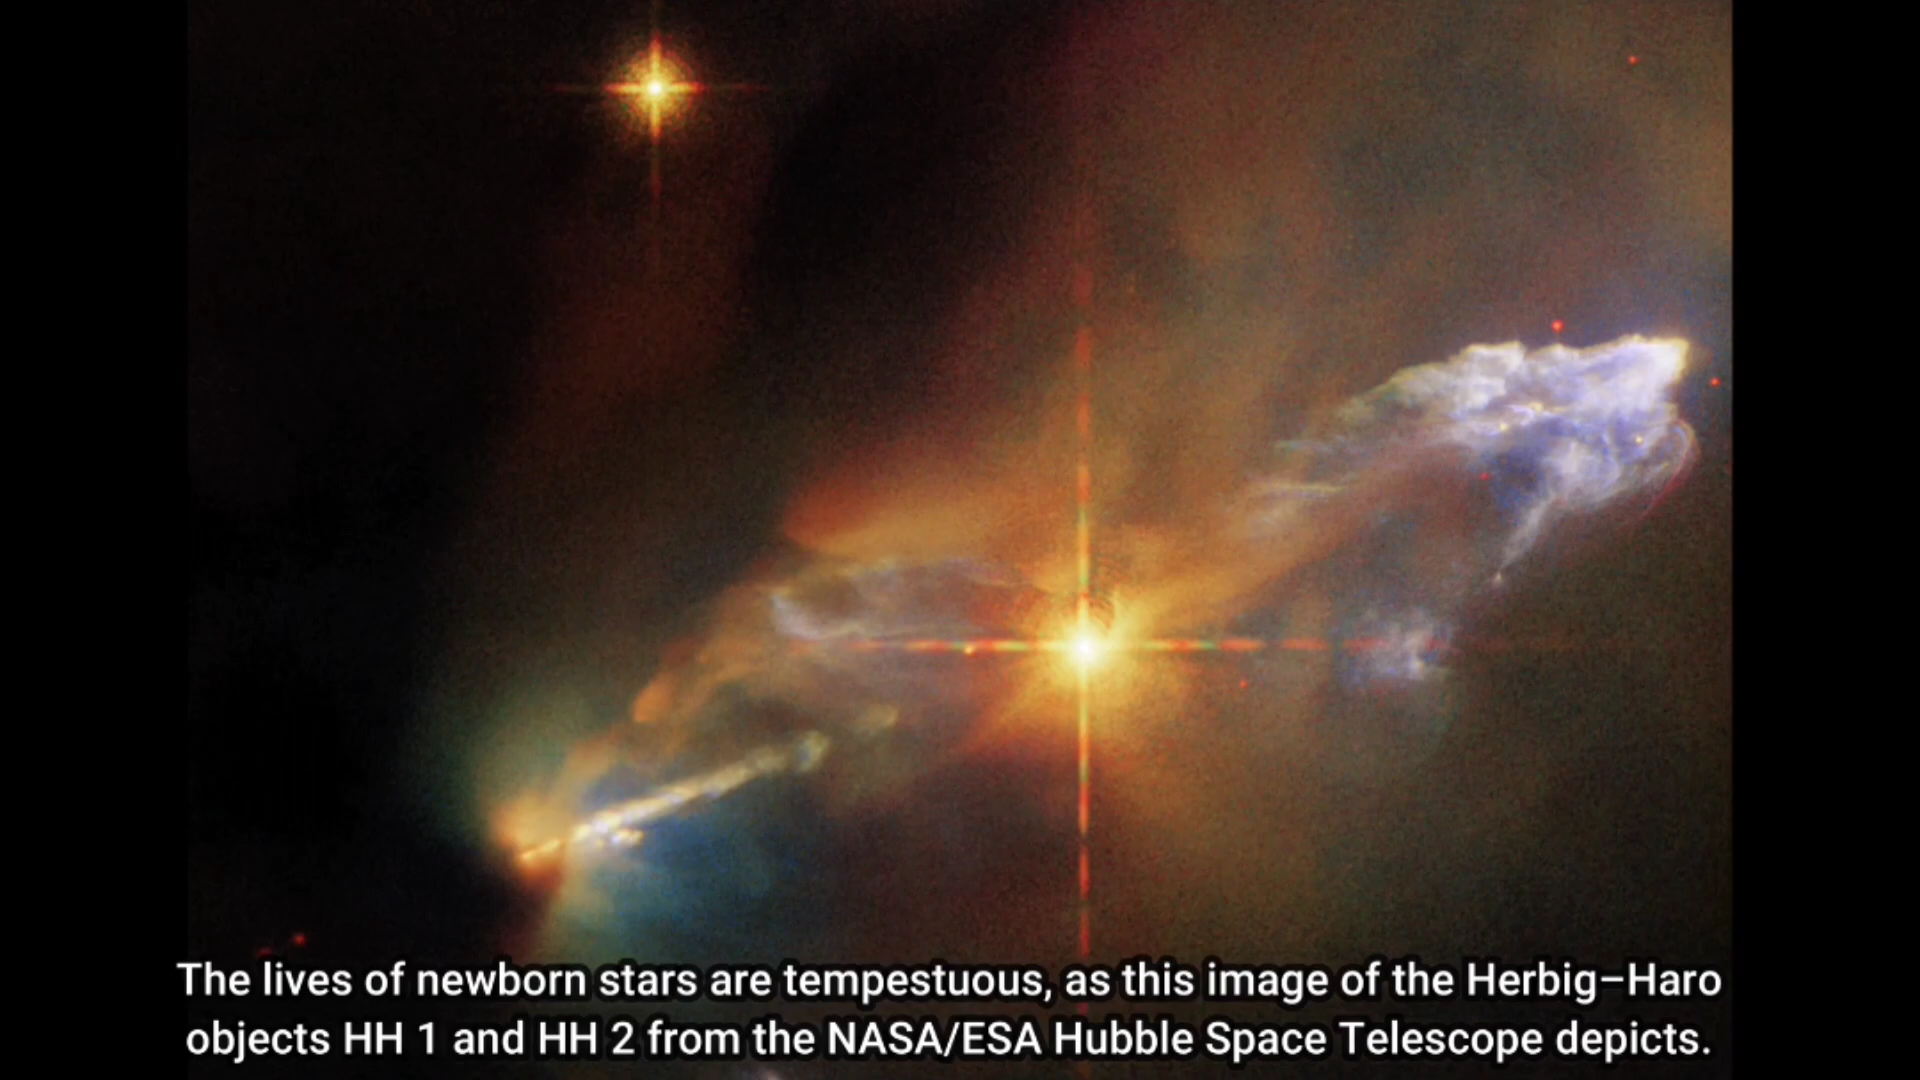 The lives of newborn stars are tempestuous, as this image of the Herbig–Haro
objects HH 1 and HH 2 from the NASA/ESA Hubble Space Telescope depicts.